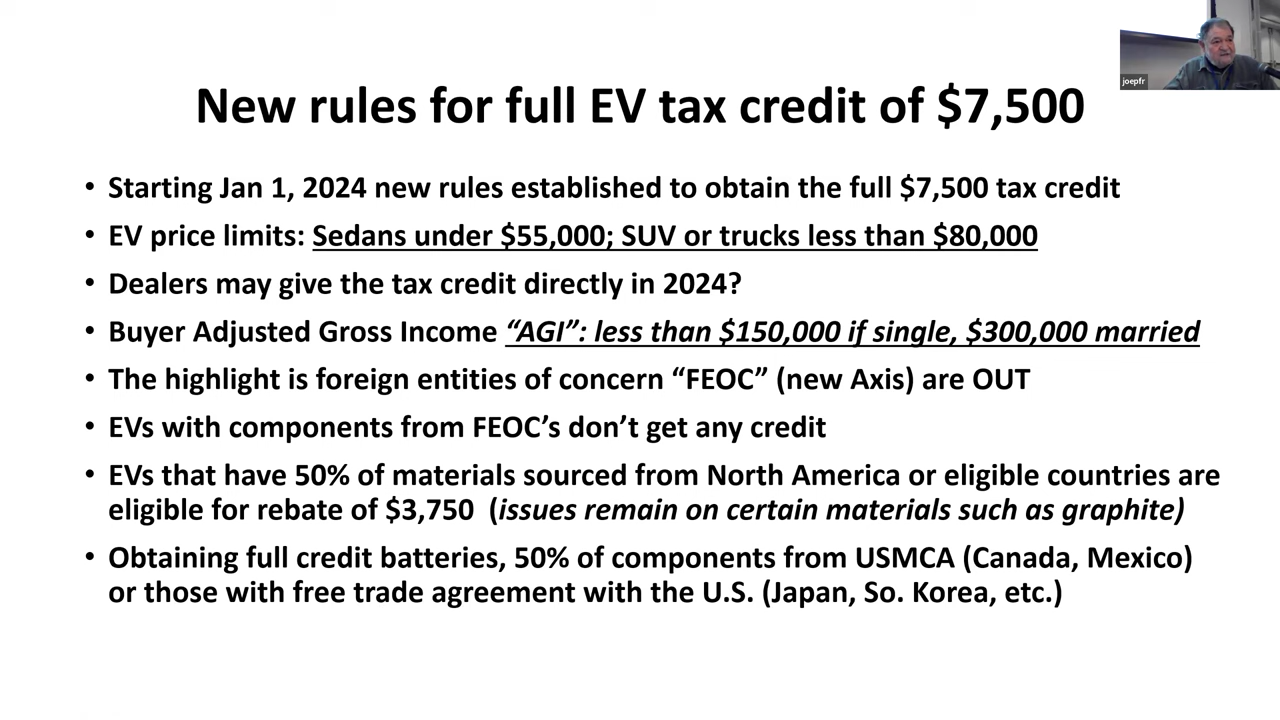 joepfr
New rules for full EV tax credit of $7,500
• Starting Jan 1, 2024 new rules established to obtain the full $7,500 tax credit
• EV price limits: Sedans under $55,000; SUV or trucks less than $80,000
• Dealers may give the tax credit directly in 2024?
• Buyer Adjusted Gross Income “AGI”: less than $150,000 if single, $300,000 married
• The highlight is foreign entities of concern “FEOC” (new Axis) are OUT
• EVs with components from FEOC’s don’t get any credit
• EVs that have 50% of materials sourced from North America or eligible countries are
eligible for rebate of $3,750 (issues remain on certain materials such as graphite)
• Obtaining full credit batteries, 50% of components from USMCA (Canada, Mexico)
or those with free trade agreement with the U.S. (Japan, So. Korea, etc.)